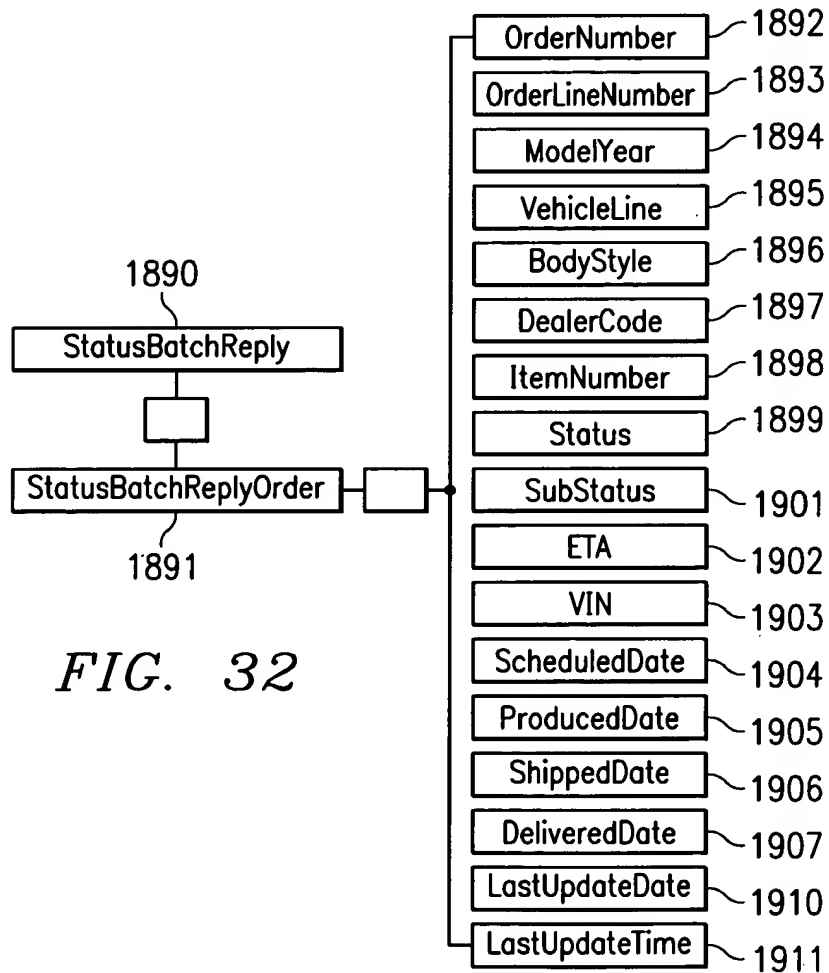 OrderNumber 1892
OrderLineNumber 1893
ModelYear 1894
VehicleLine 1895
BodyStyle 1896
DealerCode 1897
ItemNumber 1898
Status 1899
SubStatus 1901
ETA 1902
VIN 1903
ScheduledDate 1904
ProducedDate 1905
ShippedDate 1906
DeliveredDate 1907
LastUpdateDate 1910
LastUpdateTime 1911
1890
StatusBatchReply
StatusBatchReplyOrder
1891
FIG. 32